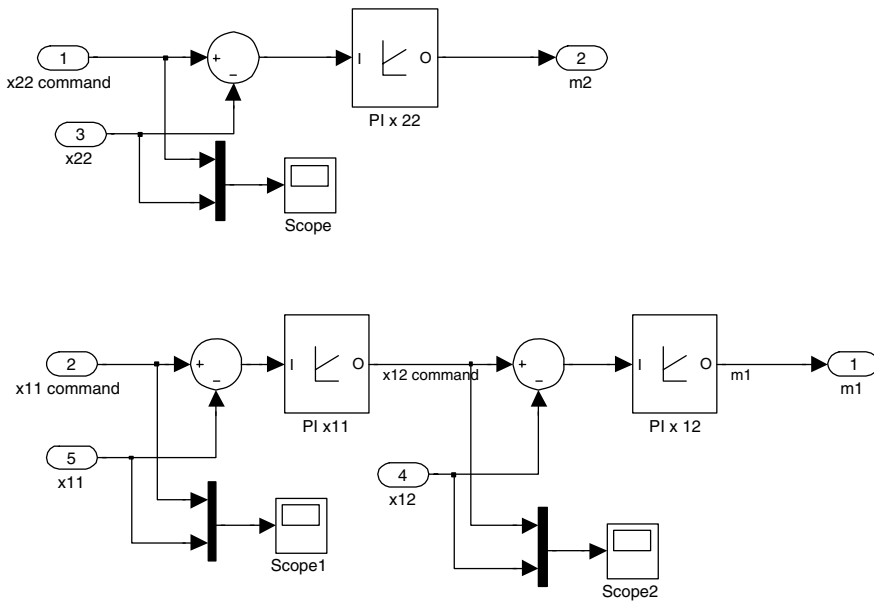 1
x22 command
+
−
I
O
PI x 22
2
m2
3
x22
Scope
2
x11 command
+
−
I
O
PI x11
x12 command
+
−
I
O
PI x 12
m1
1
m1
5
x11
4
x12
Scope1
Scope2